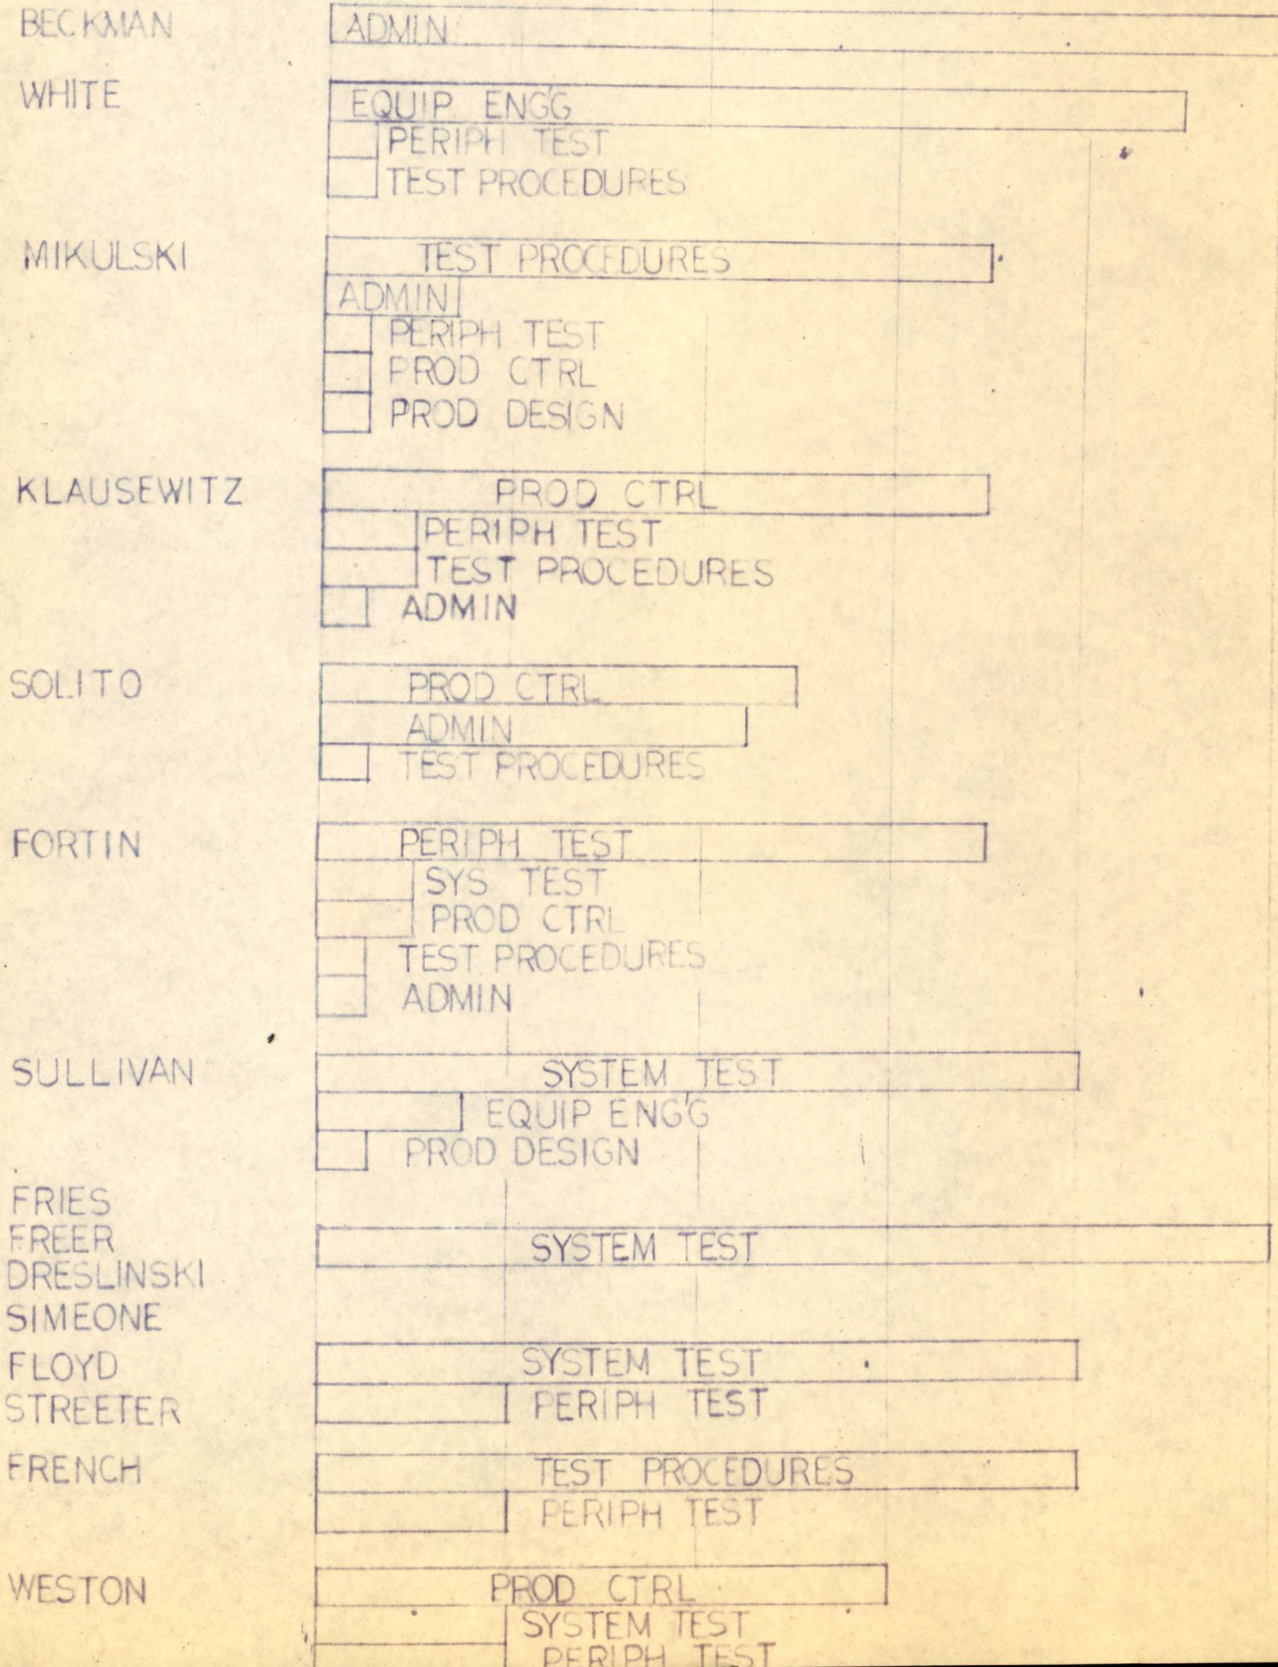 BECKMAN ADMIN
WHITE EQUIP ENG'G
PERIPH TEST
TEST PROCEDURES
MIKULSKI TEST PROCEDURES
ADMIN
PERIPH TEST
PROD CTRL
PROD DESIGN
KLAUSEWITZ PROD CTRL
PERIPH TEST
TEST PROCEDURES
ADMIN
SOLITO PROD CTRL
ADMIN
TEST PROCEDURES
FORTIN PERIPH TEST
SYS TEST
PROD CTRL
TEST PROCEDURES
ADMIN
SULLIVAN SYSTEM TEST
EQUIP ENG'G
PROD DESIGN
FRIES
FREER SYSTEM TEST
DRESLINSKI
SIMEONE
FLOYD SYSTEM TEST
STREETER PERIPH TEST
FRENCH TEST PROCEDURES
PERIPH TEST
WESTON PROD CTRL
SYSTEM TEST
PERIPH TEST